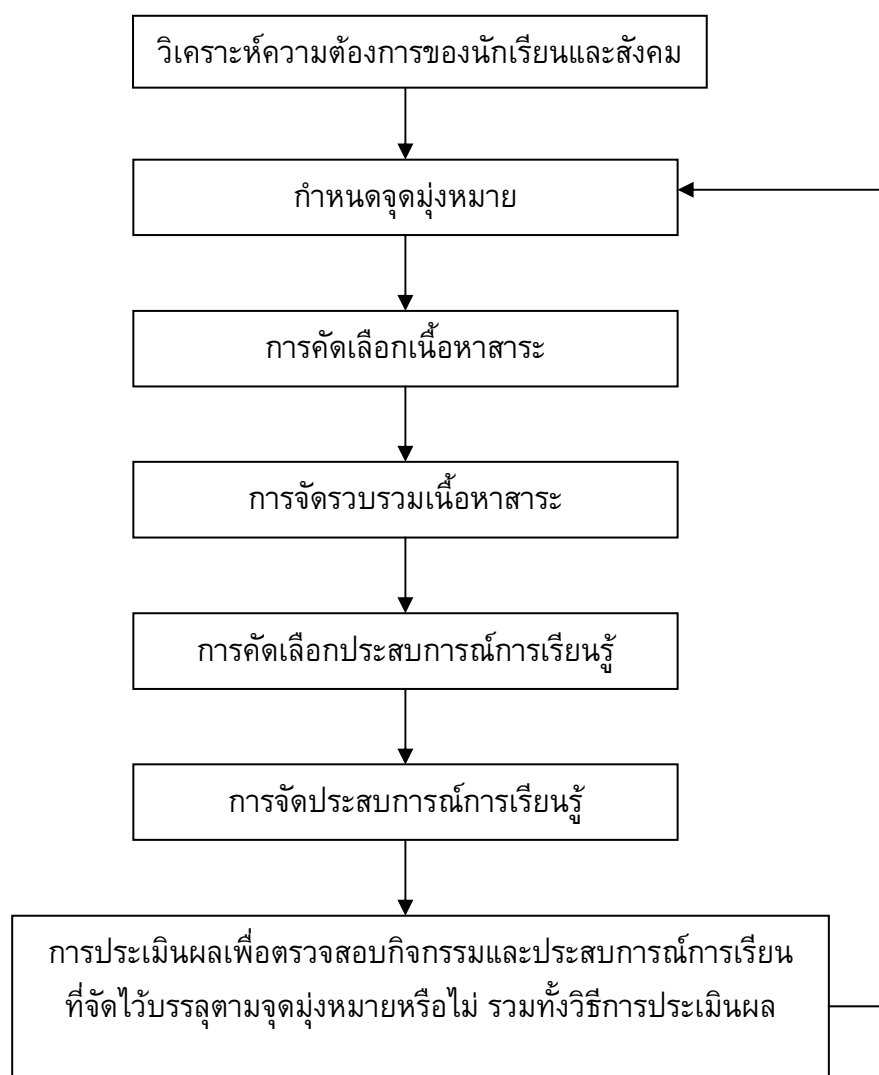 วิเคราะห์ความต้องการของนักเรียนและสังคม
กำหนดจุดมุ่งหมาย
การคัดเลือกเนื้อหาสาระ
การจัดรวบรวมเนื้อหาสาระ
การคัดเลือกประสบการณ์การเรียนรู้
การจัดประสบการณ์การเรียนรู้
การประเมินผลเพื่อตรวจสอบกิจกรรมและประสบการณ์การเรียน
ที่จัดไว้บรรลุตามจุดมุ่งหมายหรือไม่ รวมทั้งวิธีการประเมินผล